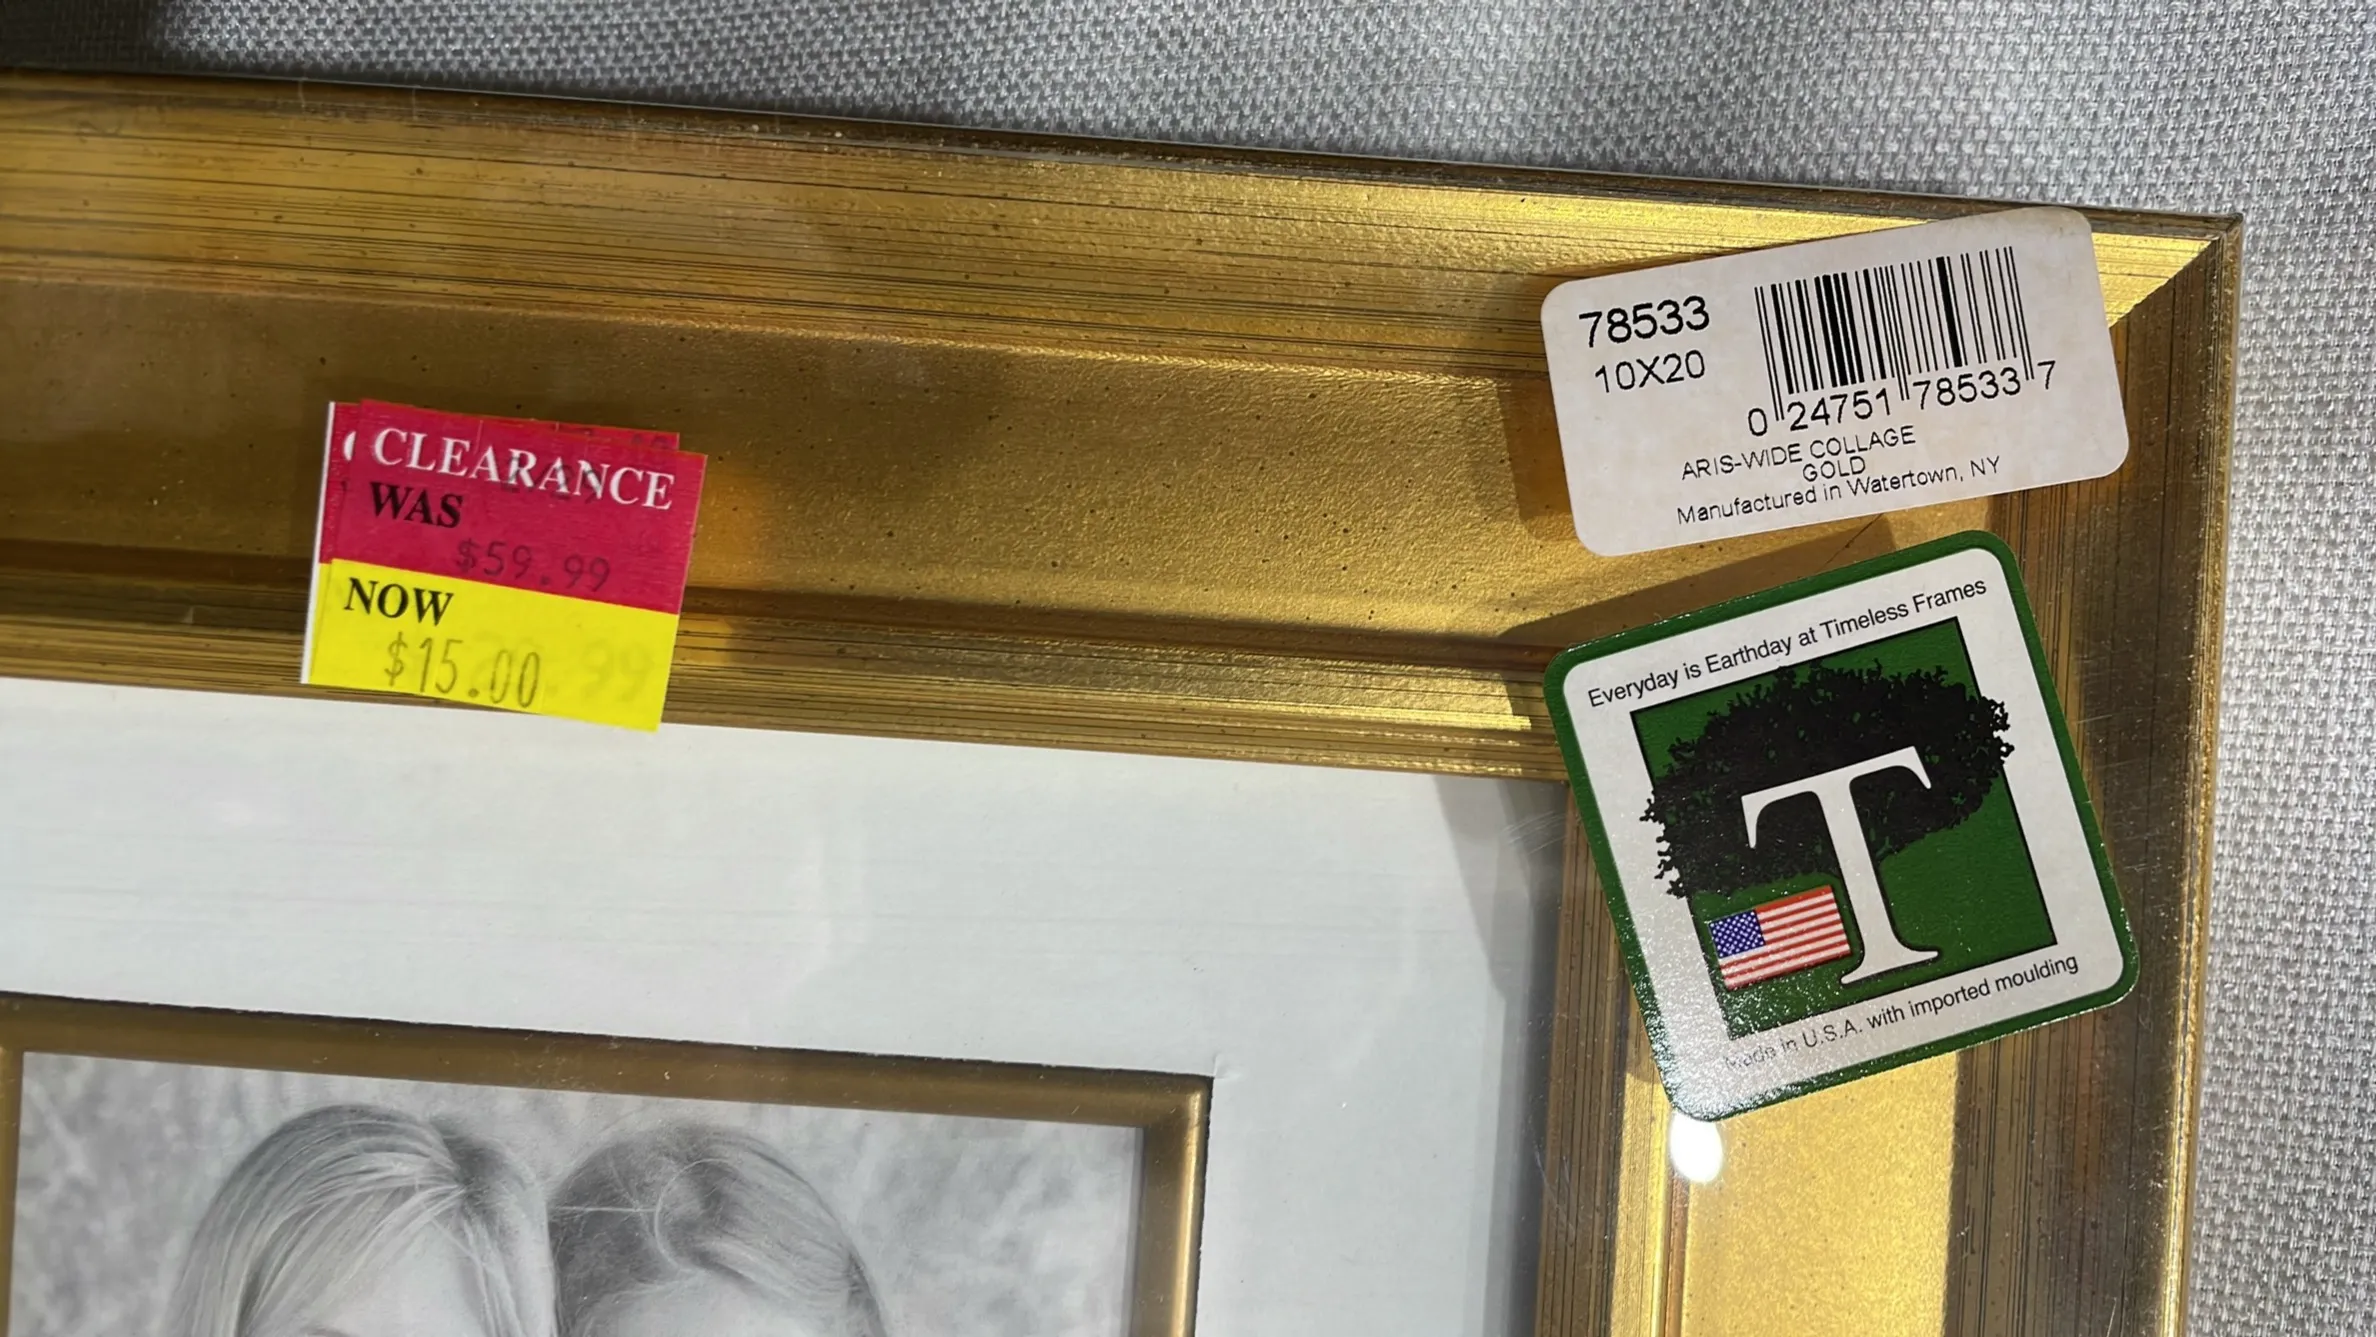 CLEARANCE
WAS
$59.99
NOW
$15.00
78533
10X20
0 24751 78533 7
ARIS-WIDE COLLAGE
GOLD
Manufactured in Watertown, NY
Everyday is Earthday at Timeless Frames
T
Made in U.S.A. with imported moulding